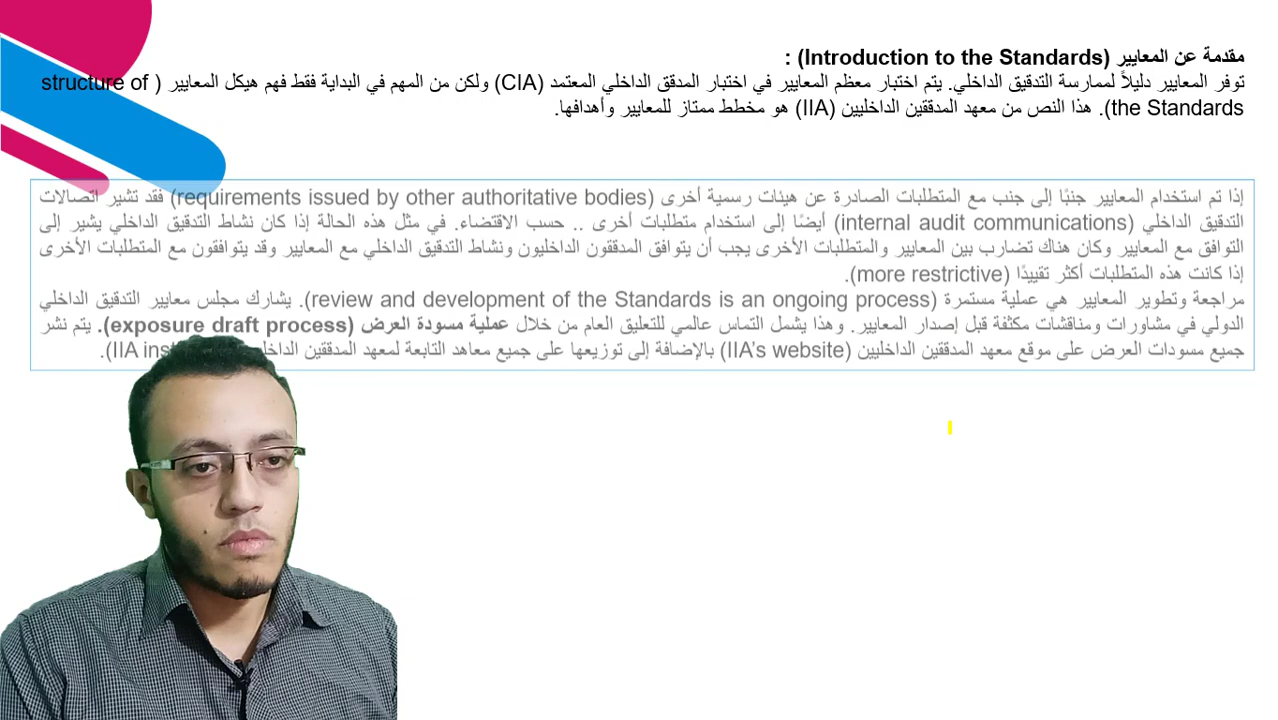 مقدمة عن المعايير (Introduction to the Standards) :
توفر المعايير دليلاً لممارسة التدقيق الداخلي. يتم اختبار معظم المعايير في اختبار المدقق الداخلي المعتمد (CIA) ولكن من المهم في البداية فقط فهم هيكل المعايير ( structure of
the Standards). هذا النص من معهد المدققين الداخليين (IIA) هو مخطط ممتاز للمعايير وأهدافها.
إذا تم استخدام المعايير جنبًا إلى جنب مع المتطلبات الصادرة عن هيئات رسمية أخرى (requirements issued by other authoritative bodies) فقد تشير اتصالات
التدقيق الداخلي (internal audit communications) أيضًا إلى استخدام متطلبات أخرى .. حسب الاقتضاء. في مثل هذه الحالة إذا كان نشاط التدقيق الداخلي يشير إلى
التوافق مع المعايير وكان هناك تضارب بين المعايير والمتطلبات الأخرى يجب أن يتوافق المدققون الداخليون ونشاط التدقيق الداخلي مع المعايير وقد يتوافقون مع المتطلبات الأخرى
إذا كانت هذه المتطلبات أكثر تقييدًا (more restrictive).
مراجعة وتطوير المعايير هي عملية مستمرة (review and development of the Standards is an ongoing process). يشارك مجلس معايير التدقيق الداخلي
الدولي في مشاورات ومناقشات مكثفة قبل إصدار المعايير. وهذا يشمل التماس عالمي للتعليق العام من خلال عملية مسودة العرض (exposure draft process). يتم نشر
جميع مسودات العرض على موقع معهد المدققين الداخليين (IIA's website) بالإضافة إلى توزيعها على جميع معاهد التابعة لمعهد المدققين (IIA